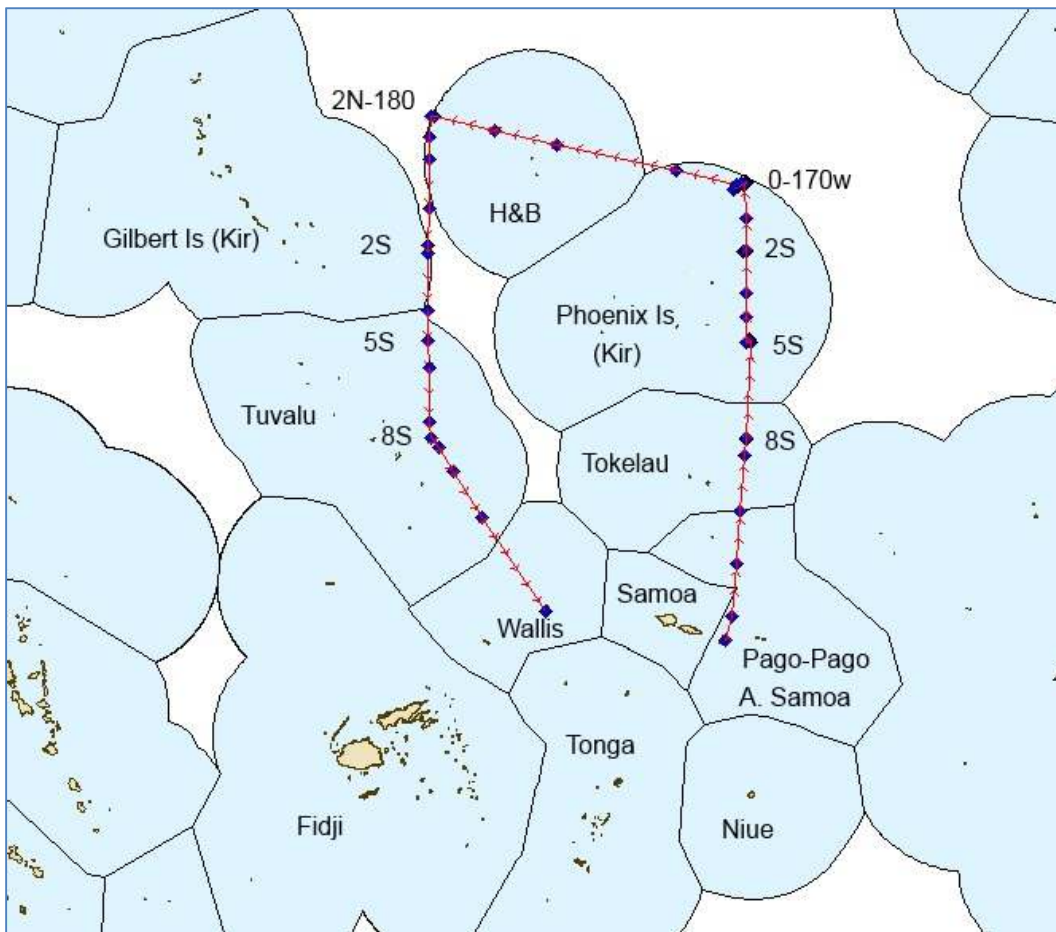 2N-180
0-170w
H&B
Gilbert Is (Kir)
2S
2S
Phoenix Is
(Kir)
5S
5S
Tuvalu
8S
8S
Tokelau
Samoa
Wallis
Pago-Pago
A. Samoa
Tonga
Fidji
Niue